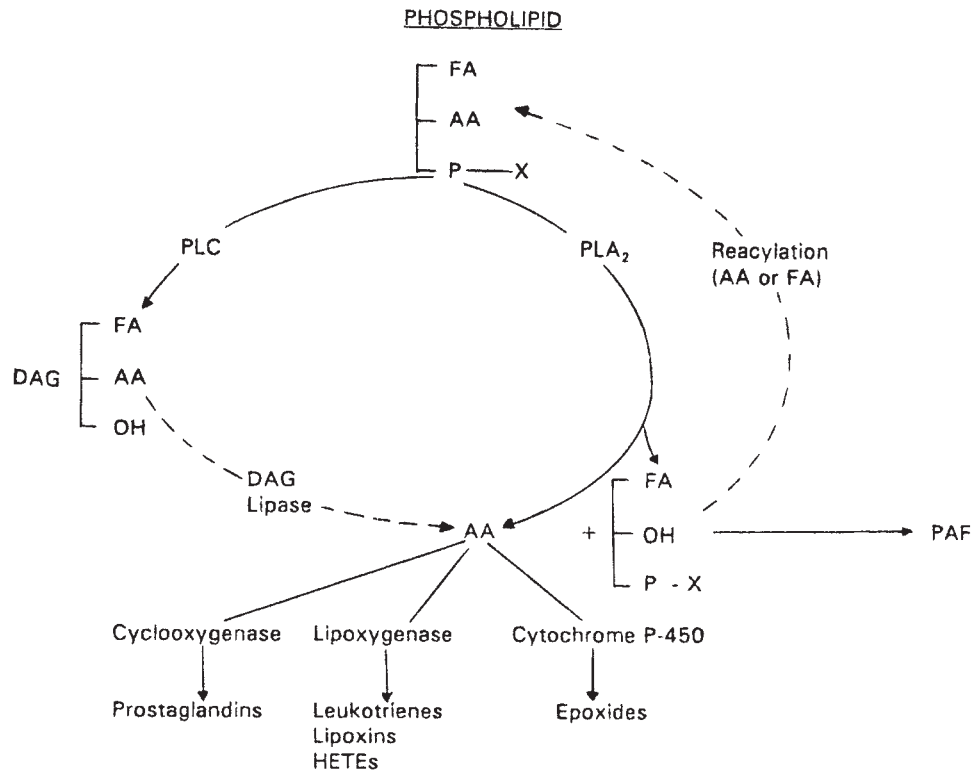 PHOSPHOLIPID
FA
AA
P—X
PLC
PLA₂
Reacylation
(AA or FA)
DAG
FA
AA
OH
DAG
Lipase
AA
+
FA
OH
P - X
PAF
Cyclooxygenase
Lipoxygenase
Cytochrome P-450
Prostaglandins
Leukotrienes
Lipoxins
HETEs
Epoxides